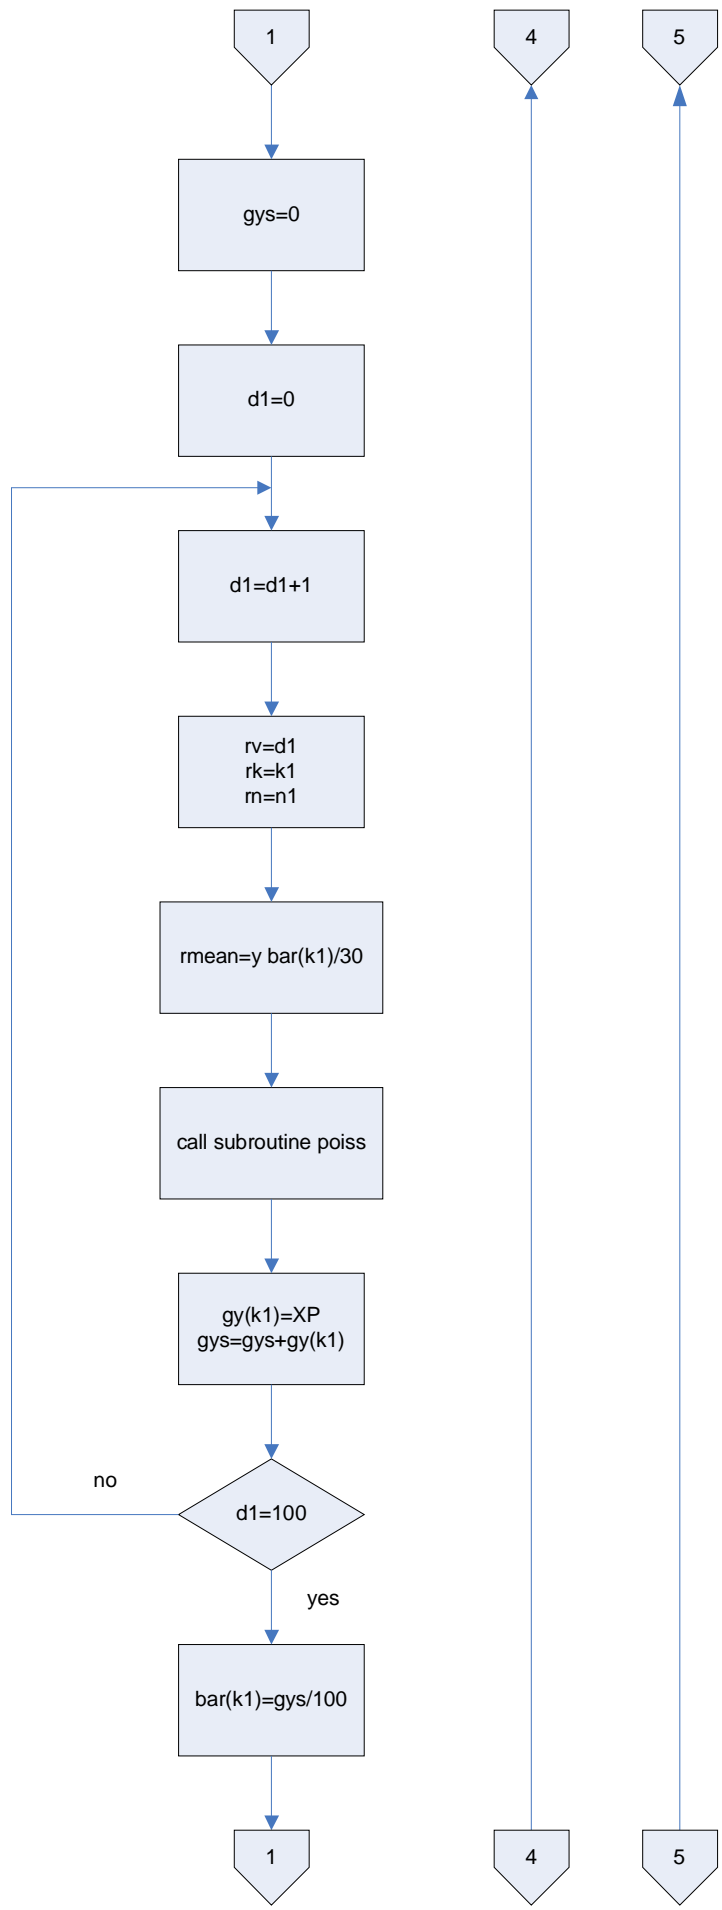 1
4
5
gys=0
d1=0
d1=d1+1
rv=d1
rk=k1
rn=n1
rmean=y bar(k1)/30
call subroutine poiss
gy(k1)=XP
gys=gys+gy(k1)
no
d1=100
yes
bar(k1)=gys/100
1
4
5